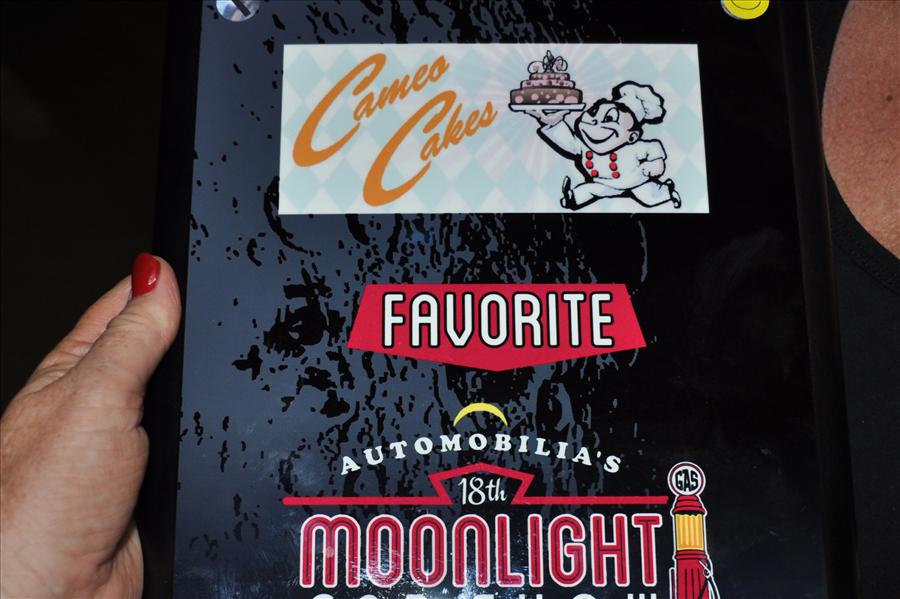 Cameo
Cakes
FAVORITE
AUTOMOBILIA'S
18th
MOONLIGHT
GAS